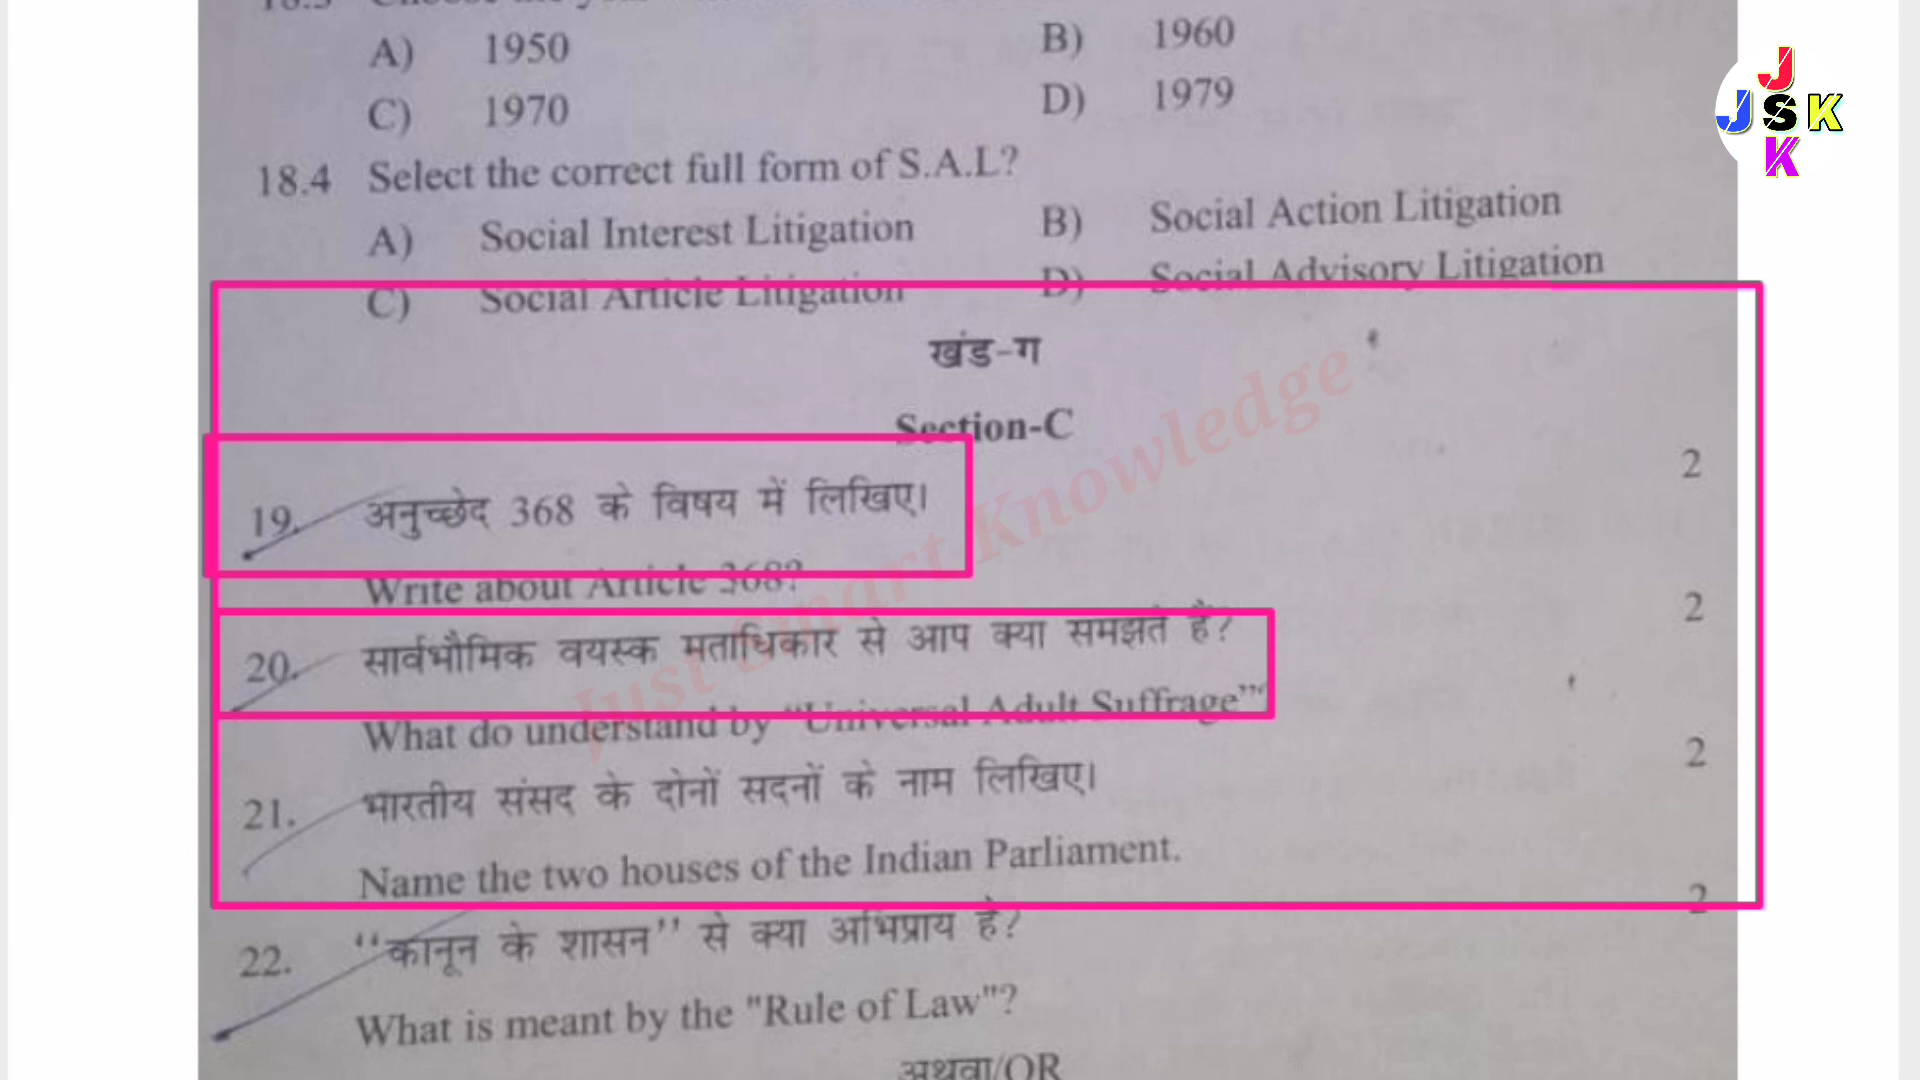 A) 1950 B) 1960
C) 1970 D) 1979
18.4 Select the correct full form of S.A.L?
A) Social Interest Litigation B) Social Action Litigation
C) Social Article Litigation D) Social Advisory Litigation
खंड-ग
Section-C
19. अनुच्छेद 368 के विषय में लिखिए। 2
Write about Article 368?
20. सार्वभौमिक वयस्क मताधिकार से आप क्या समझते हैं? 2
What do understand by "Universal Adult Suffrage"
21. भारतीय संसद के दोनों सदनों के नाम लिखिए। 2
Name the two houses of the Indian Parliament.
22. "कानून के शासन" से क्या अभिप्राय है? 2
What is meant by the "Rule of Law"?
अथवा/OR
Just Smart Knowledge
J
JSK
K